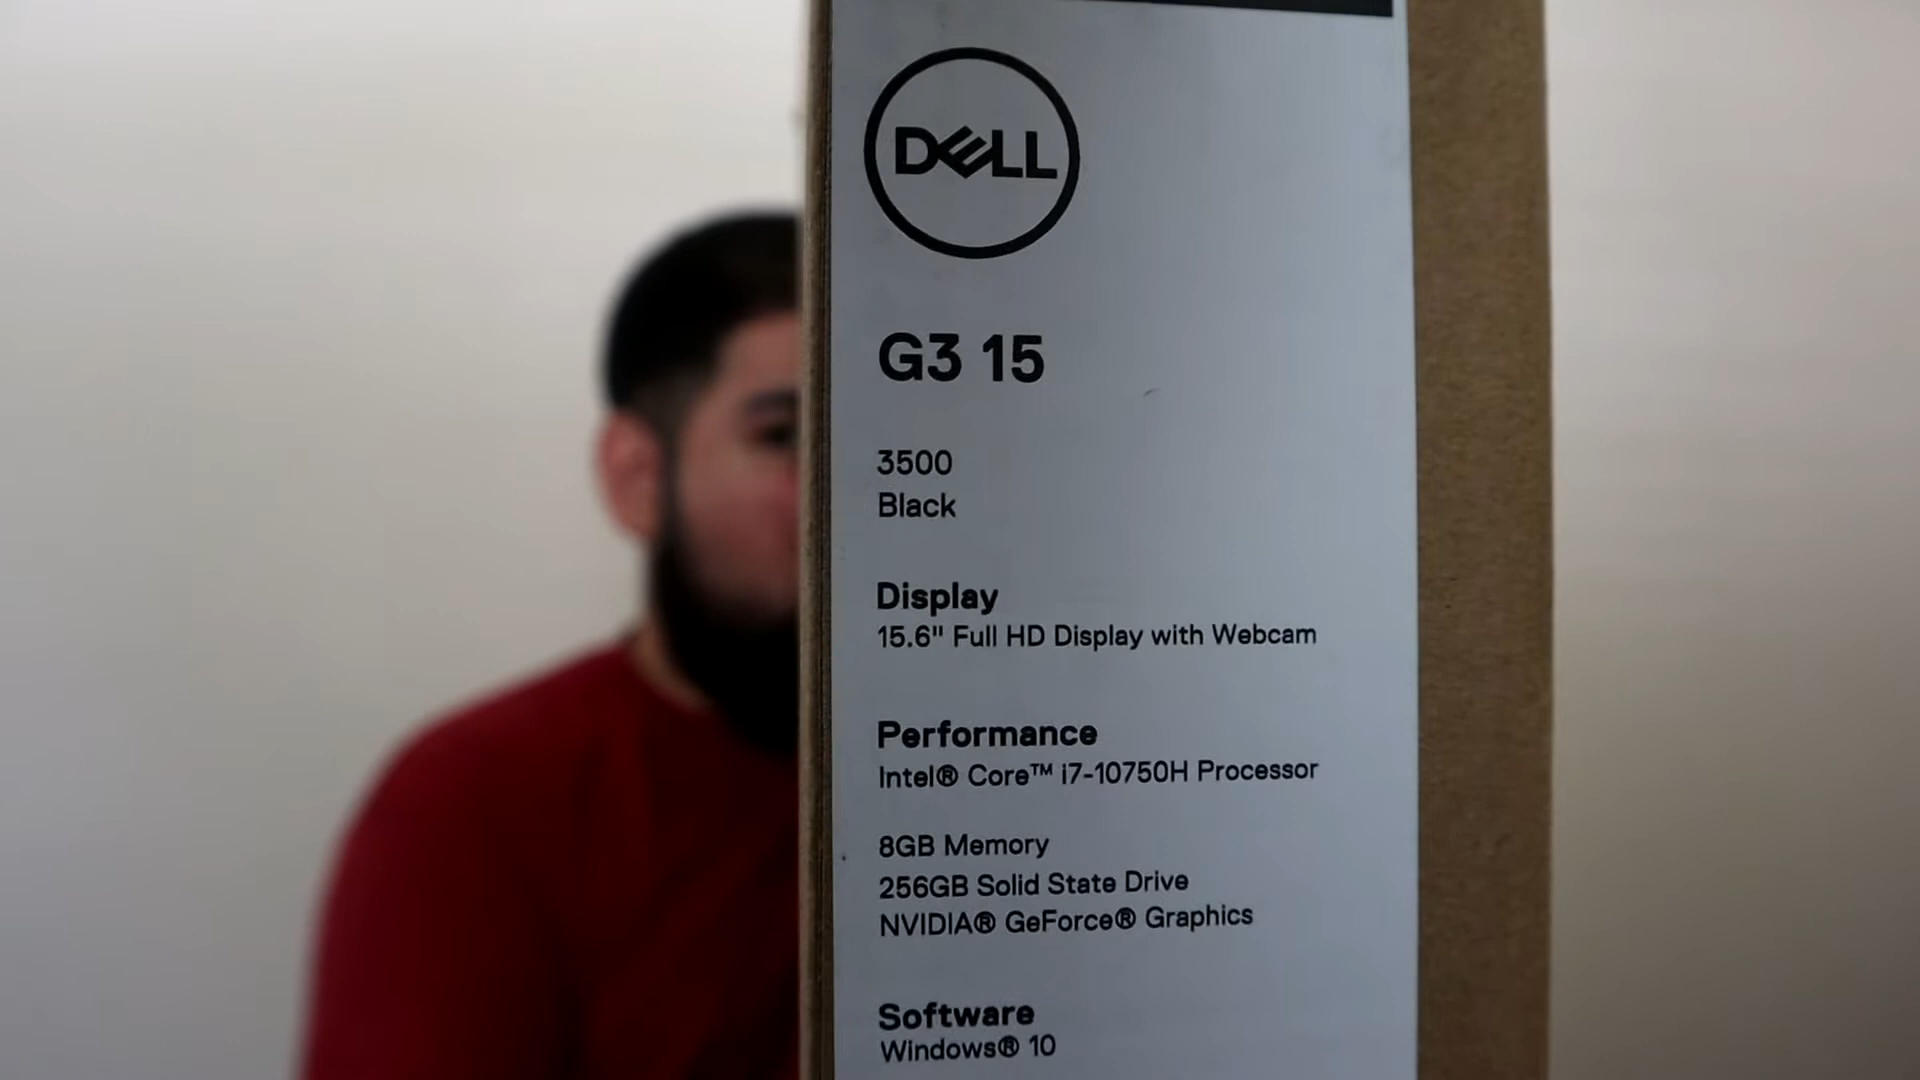 DELL
G3 15
3500
Black
Display
15.6" Full HD Display with Webcam
Performance
Intel® Core™ i7-10750H Processor
8GB Memory
256GB Solid State Drive
NVIDIA® GeForce® Graphics
Software
Windows® 10